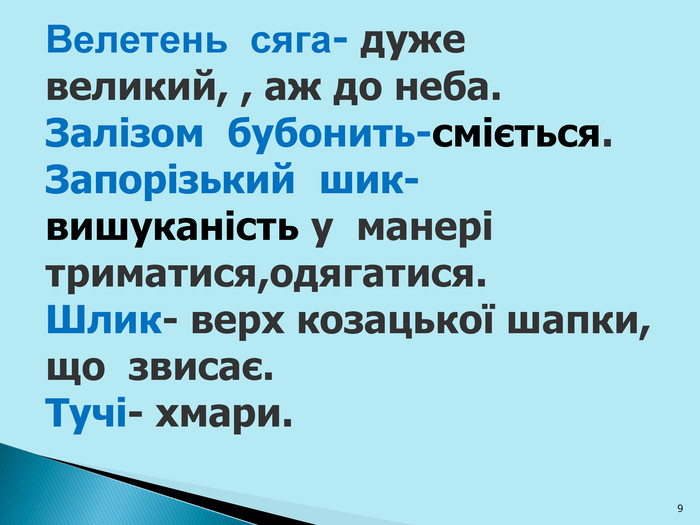 Велетень сяга- дуже
великий, , аж до неба.
Залізом бубонить-сміється.
Запорізький шик-
вишуканість у манері
триматися,одягатися.
Шлик- верх козацької шапки,
що звисає.
Тучі- хмари.
9